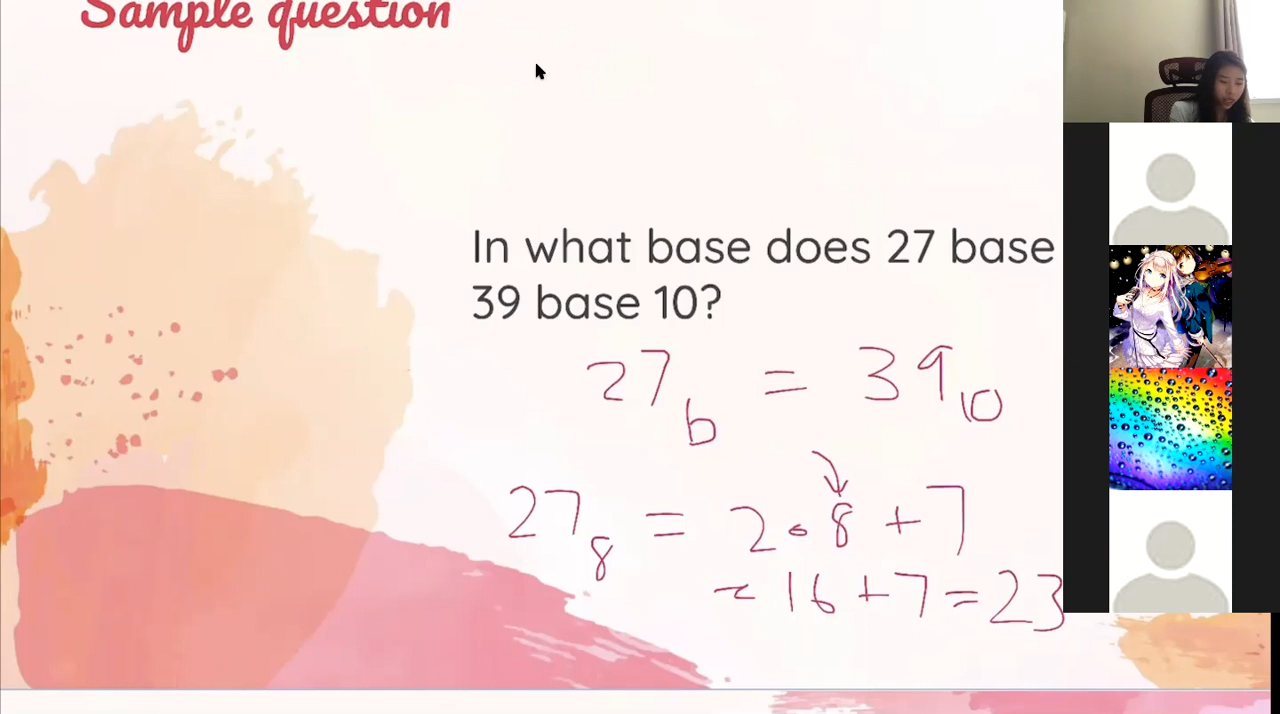 Sample question
In what base does 27 base
39 base 10?
27b = 3910
278 = 2•8+7
=16+7=23